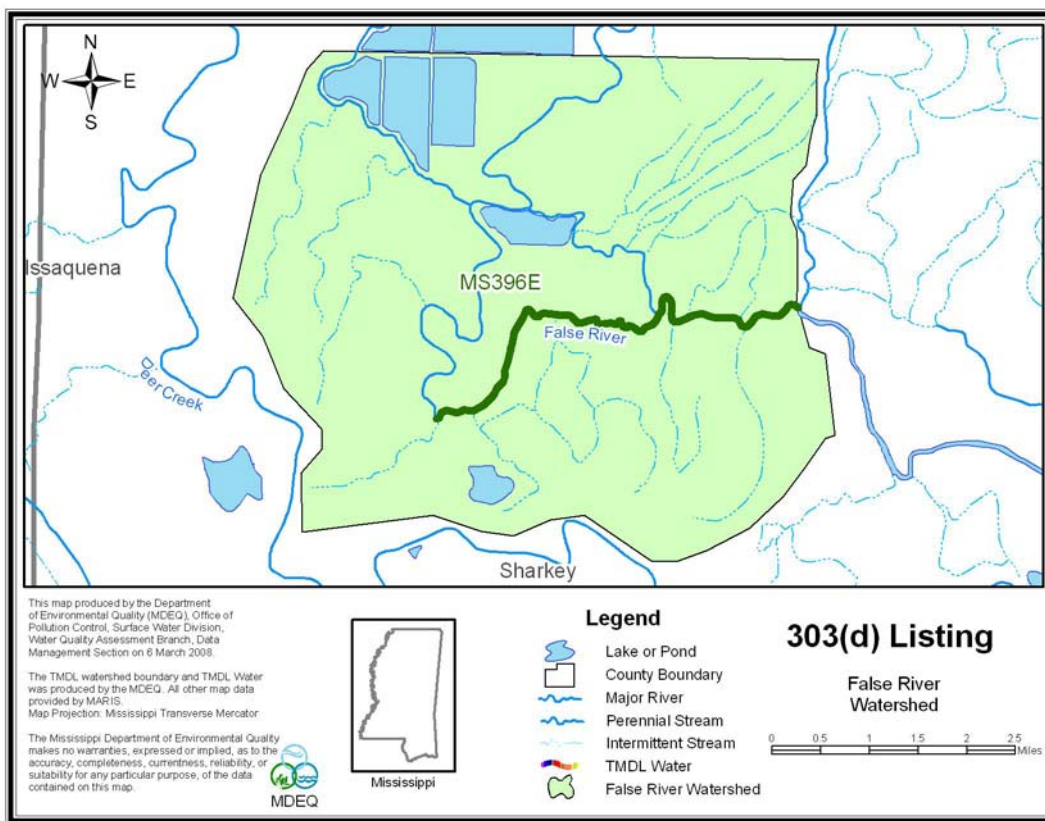 N
W E
S
Issaquena
MS396E
False River
Deer Creek
Sharkey
This map produced by the Department
of Environmental Quality (MDEQ), Office of
Pollution Control, Surface Water Division,
Water Quality Assessment Branch, Data
Management Section on 6 March 2008.
The TMDL watershed boundary and TMDL Water
was produced by the MDEQ. All other map data
provided by MARIS.
Map Projection: Mississippi Transverse Mercator
The Mississippi Department of Environmental Quality
makes no warranties, expressed or implied, as to the
accuracy, completeness, currentness, reliability, or
suitability for any particular purpose, of the data
contained on this map.
MDEQ
Mississippi
Legend
Lake or Pond
County Boundary
Major River
Perennial Stream
Intermittent Stream
TMDL Water
False River Watershed
303(d) Listing
False River
Watershed
0 0.5 1 1.5 2 2.5
Miles